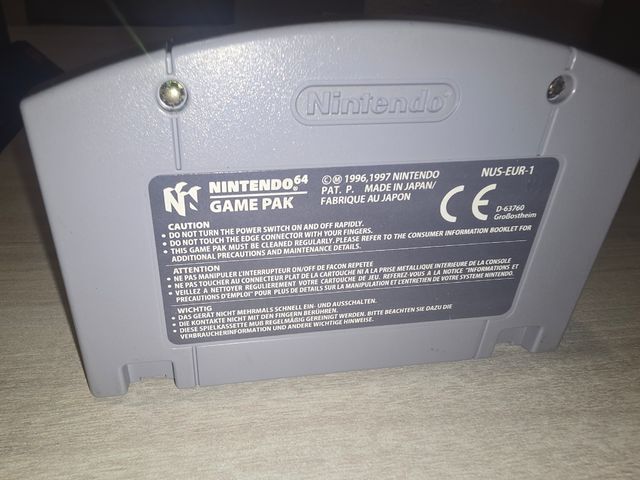 Nintendo
NINTENDO 64
GAME PAK
©Ⓜ 1996,1997 NINTENDO
PAT. P. MADE IN JAPAN/
FABRIQUE AU JAPON
NUS-EUR-1
CE
D-63760
Großostheim
CAUTION
• DO NOT TURN THE POWER SWITCH ON AND OFF RAPIDLY.
• DO NOT TOUCH THE EDGE CONNECTOR WITH YOUR FINGERS.
• THIS GAME PAK MUST BE CLEANED REGULARLY. PLEASE REFER TO THE CONSUMER INFORMATION BOOKLET FOR
ADDITIONAL PRECAUTIONS AND MAINTENANCE DETAILS.
ATTENTION
• NE PAS MANIPULER L'INTERRUPTEUR ON/OFF DE FACON REPETEE
• NE PAS TOUCHER AU CONNECTEUR PLAT DE LA CARTOUCHE NI A LA PRISE METALLIQUE INTERIEURE DE LA CONSOLE
• VEILLEZ A NETTOYER REGULIEREMENT VOTRE CARTOUCHE DE JEU. REFEREZ-VOUS A LA NOTICE "INFORMATIONS ET
PRECAUTIONS D'EMPLOI" POUR PLUS DE DETAILS SUR LA MANIPULATION ET L'ENTRETIEN DE VOTRE SYSTEME NINTENDO.
WICHTIG
• DAS GERÄT NICHT MEHRMALS SCHNELL EIN- UND AUSSCHALTEN.
• DIE KONTAKTE NICHT MIT DEN FINGERN BERÜHREN.
• DIESE SPIELKASSETTE MUß REGELMÄßIG GEREINIGT WERDEN. BITTE BEACHTEN SIE DAZU DIE
VERBRAUCHERINFORMATION UND ANDERE WICHTIGE HINWEISE.